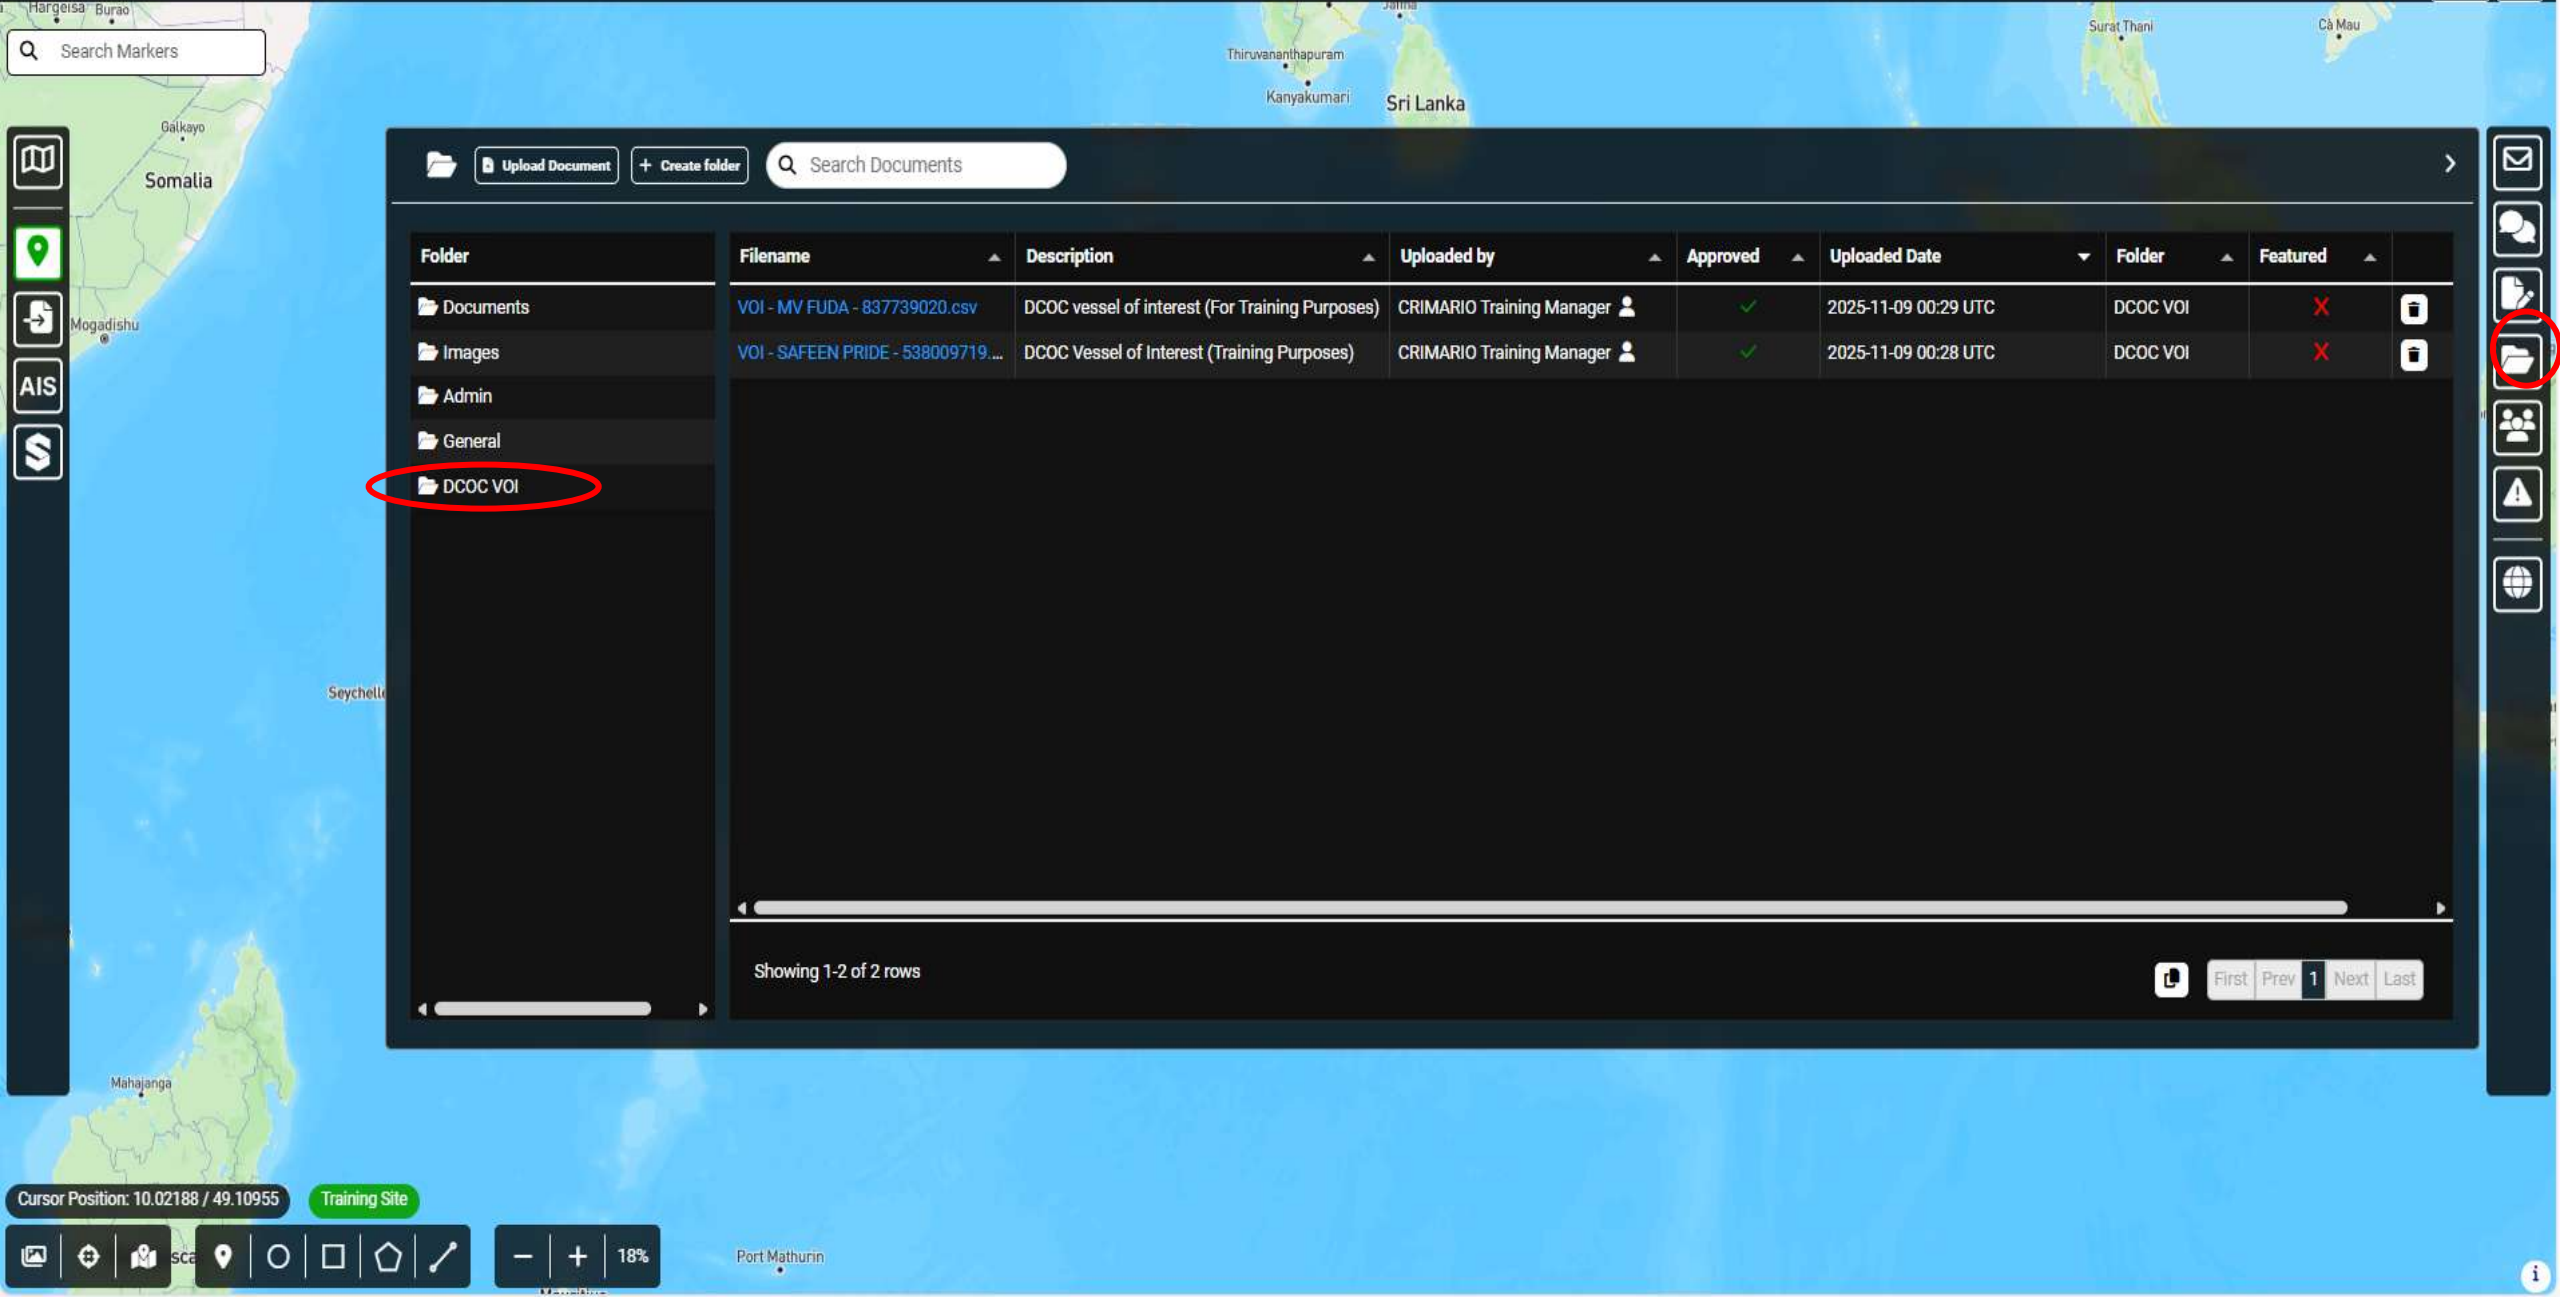 Hargeisa Burao
Jaffna
Search Markers
Thiruvananthapuram
Kanyakumari
Sri Lanka
Surat Thani
Cà Mau
Galkayo
Somalia
Mogadishu
AIS
Upload Document
+ Create folder
Search Documents
Folder
Documents
Images
Admin
General
DCOC VOI
Filename Description Uploaded by Approved Uploaded Date Folder Featured
VOI - MV FUDA - 837739020.csv DCOC vessel of interest (For Training Purposes) CRIMARIO Training Manager 2025-11-09 00:29 UTC DCOC VOI X
VOI - SAFEEN PRIDE - 538009719.... DCOC Vessel of Interest (Training Purposes) CRIMARIO Training Manager 2025-11-09 00:28 UTC DCOC VOI X
Showing 1-2 of 2 rows
First Prev 1 Next Last
Seychelle
Mahajanga
Cursor Position: 10.02188 / 49.10955
Training Site
sca
18%
Port Mathurin
i